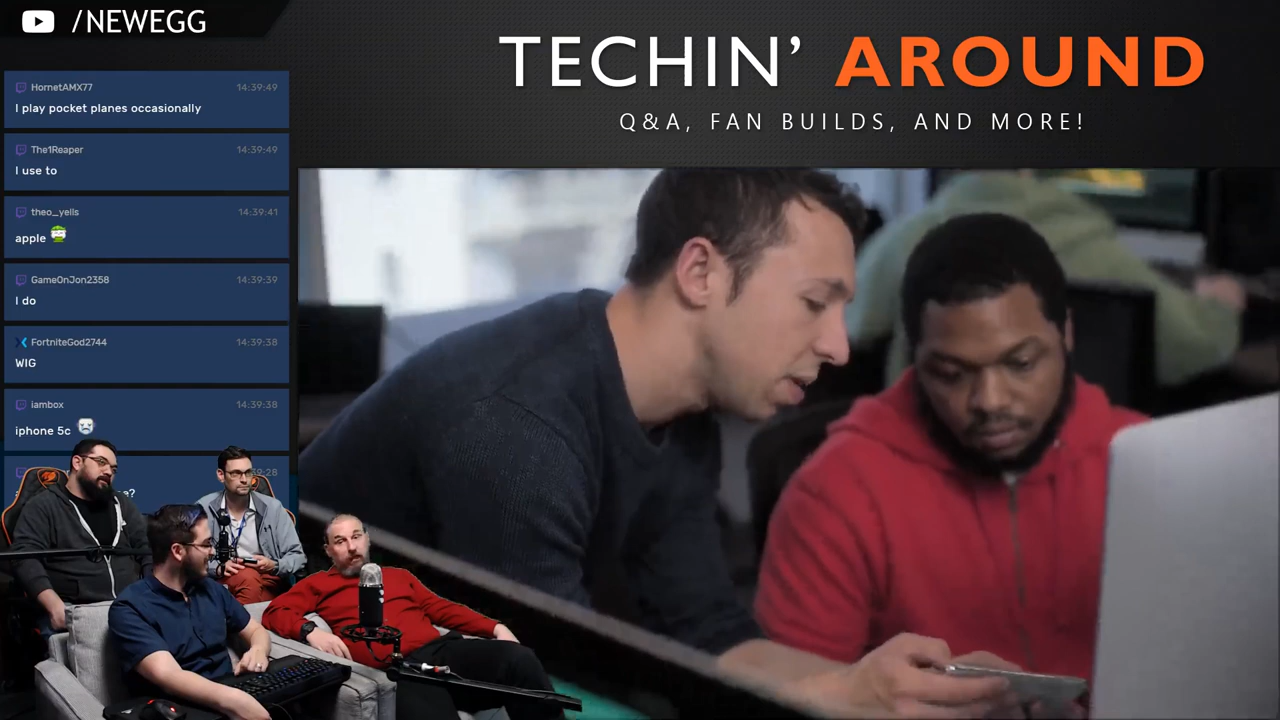 /NEWEGG
TECHIN' AROUND
Q&A, FAN BUILDS, AND MORE!
HornetAMX77 14:39:49
I play pocket planes occasionally
The1Reaper 14:39:49
I use to
theo_yells 14:39:41
apple
GameOnJon2358 14:39:39
I do
FortniteGod2744 14:39:38
WIG
iambox 14:39:38
iphone 5c